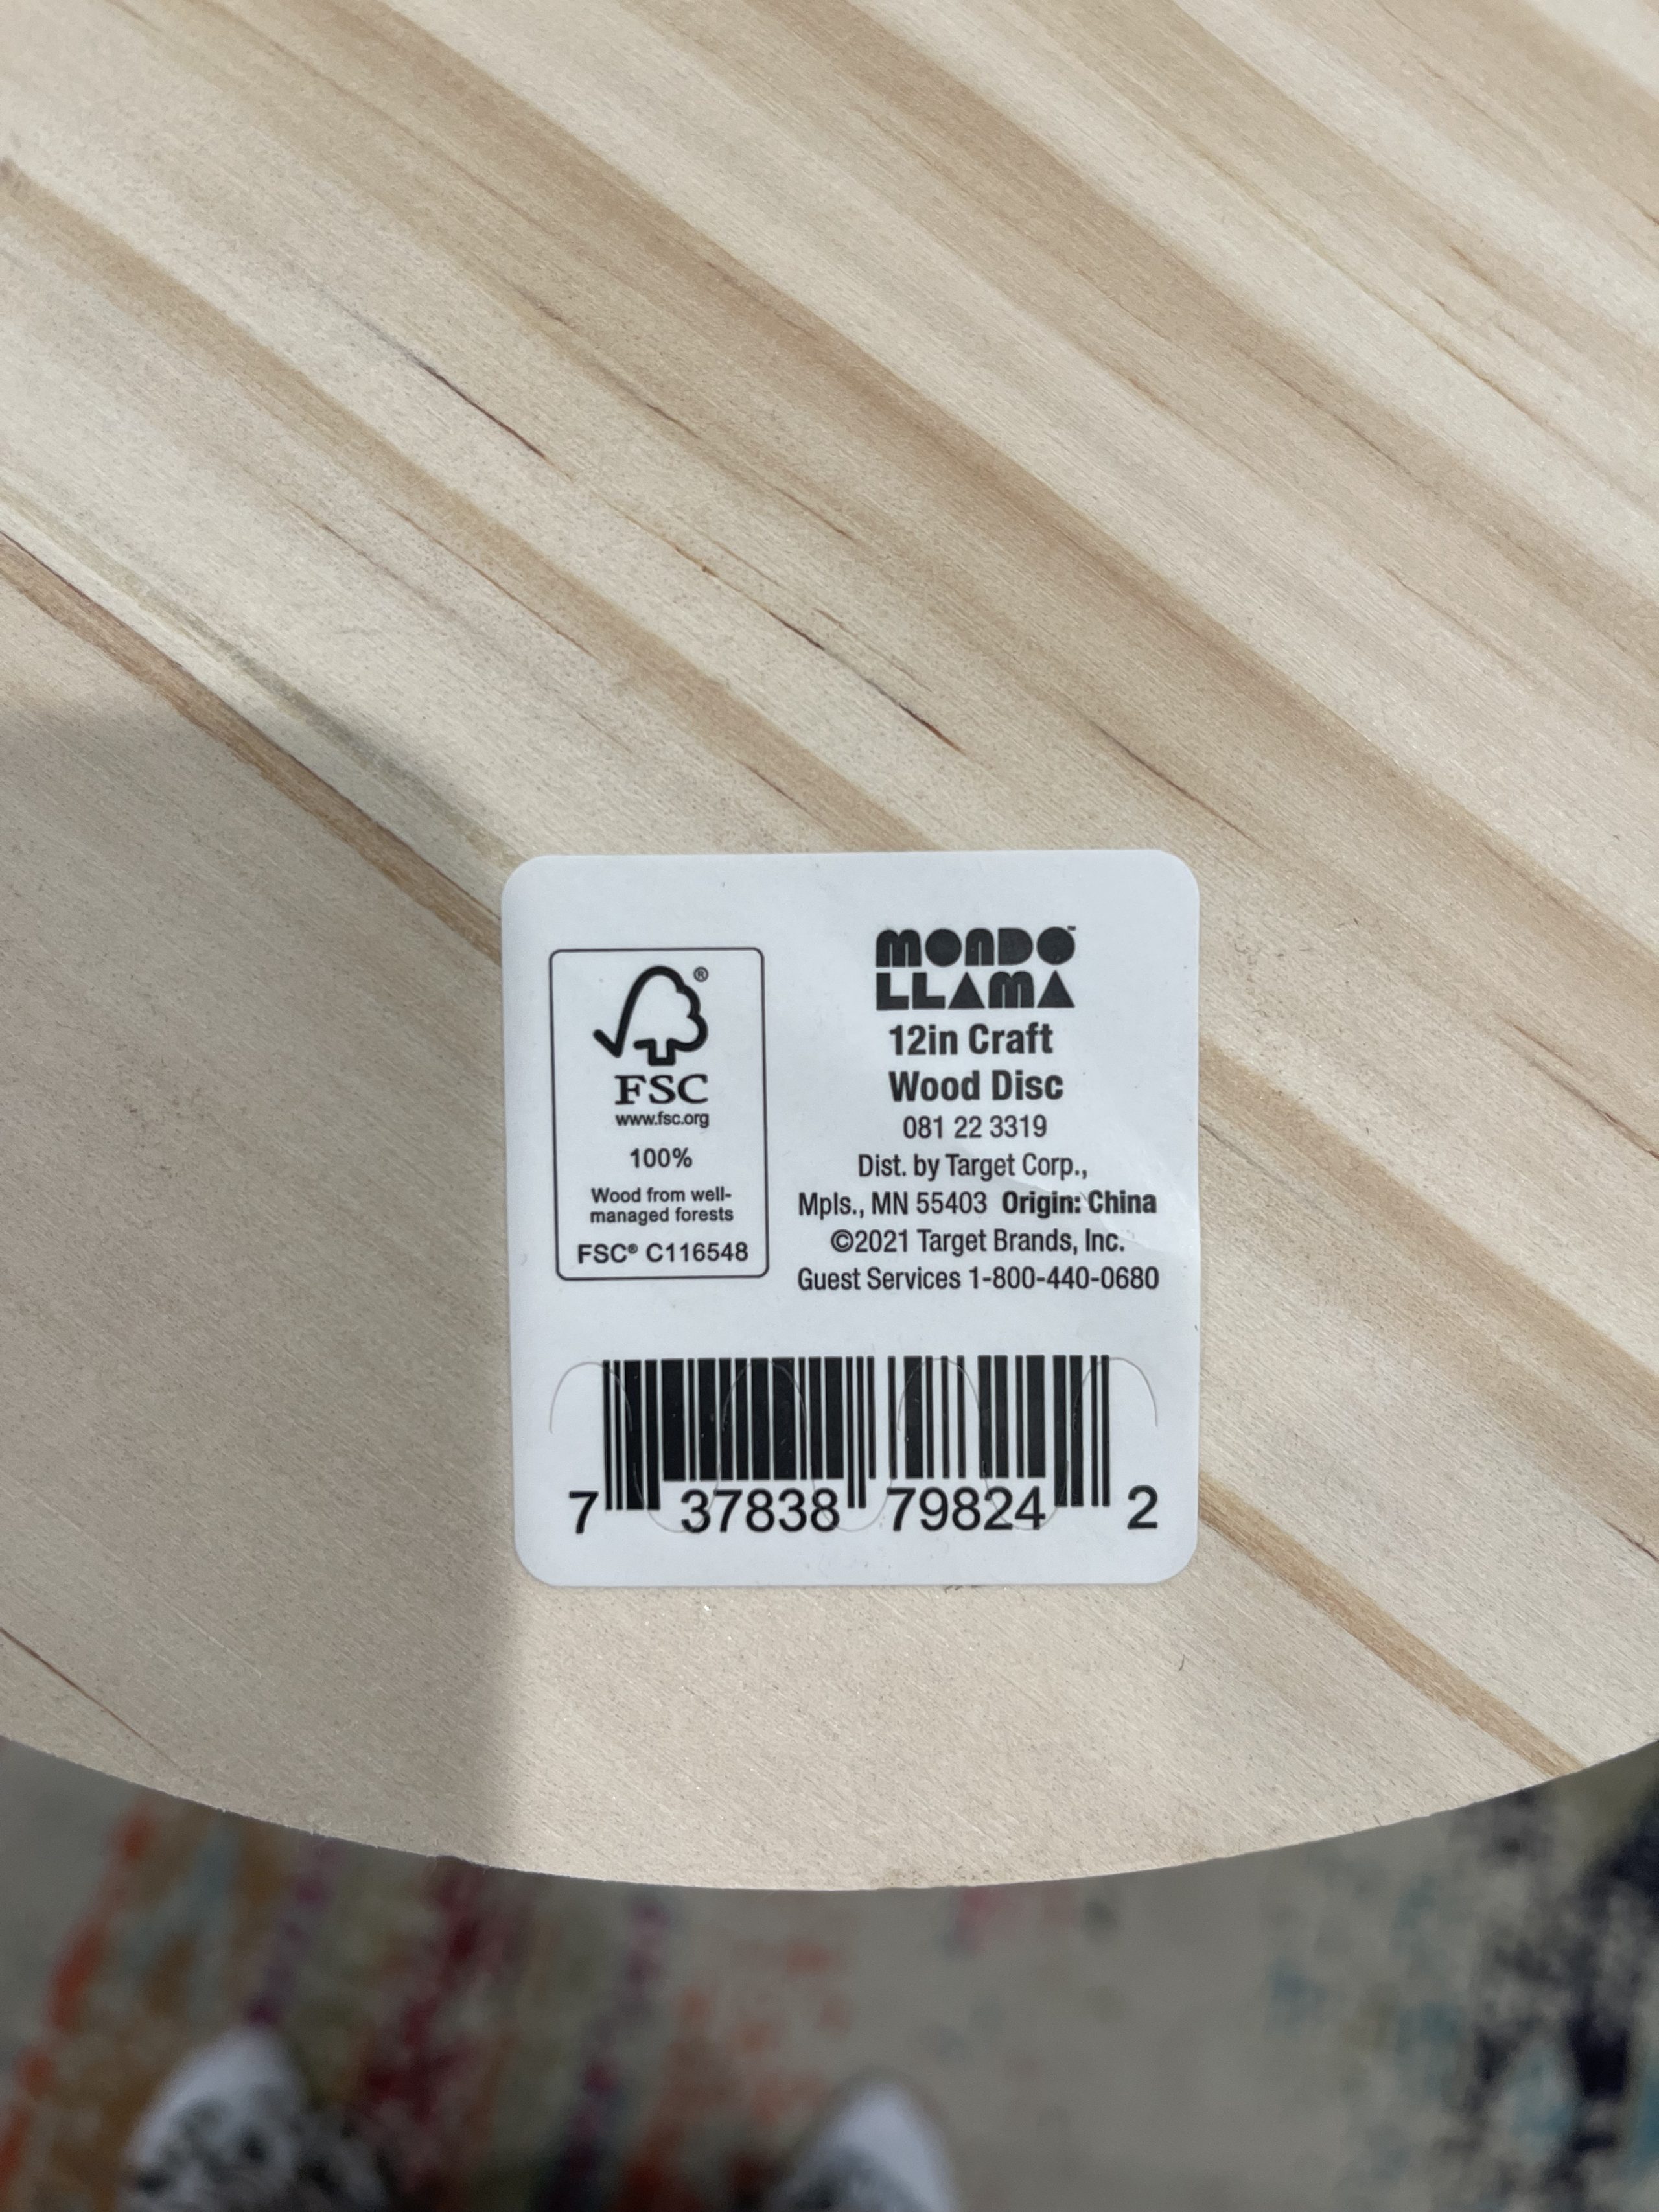 ®
FSC
www.fsc.org
100%
Wood from well-
managed forests
FSC® C116548
MONDO™
LLAMA
12in Craft
Wood Disc
081 22 3319
Dist. by Target Corp.,
Mpls., MN 55403 Origin: China
©2021 Target Brands, Inc.
Guest Services 1-800-440-0680
7 37838 79824 2